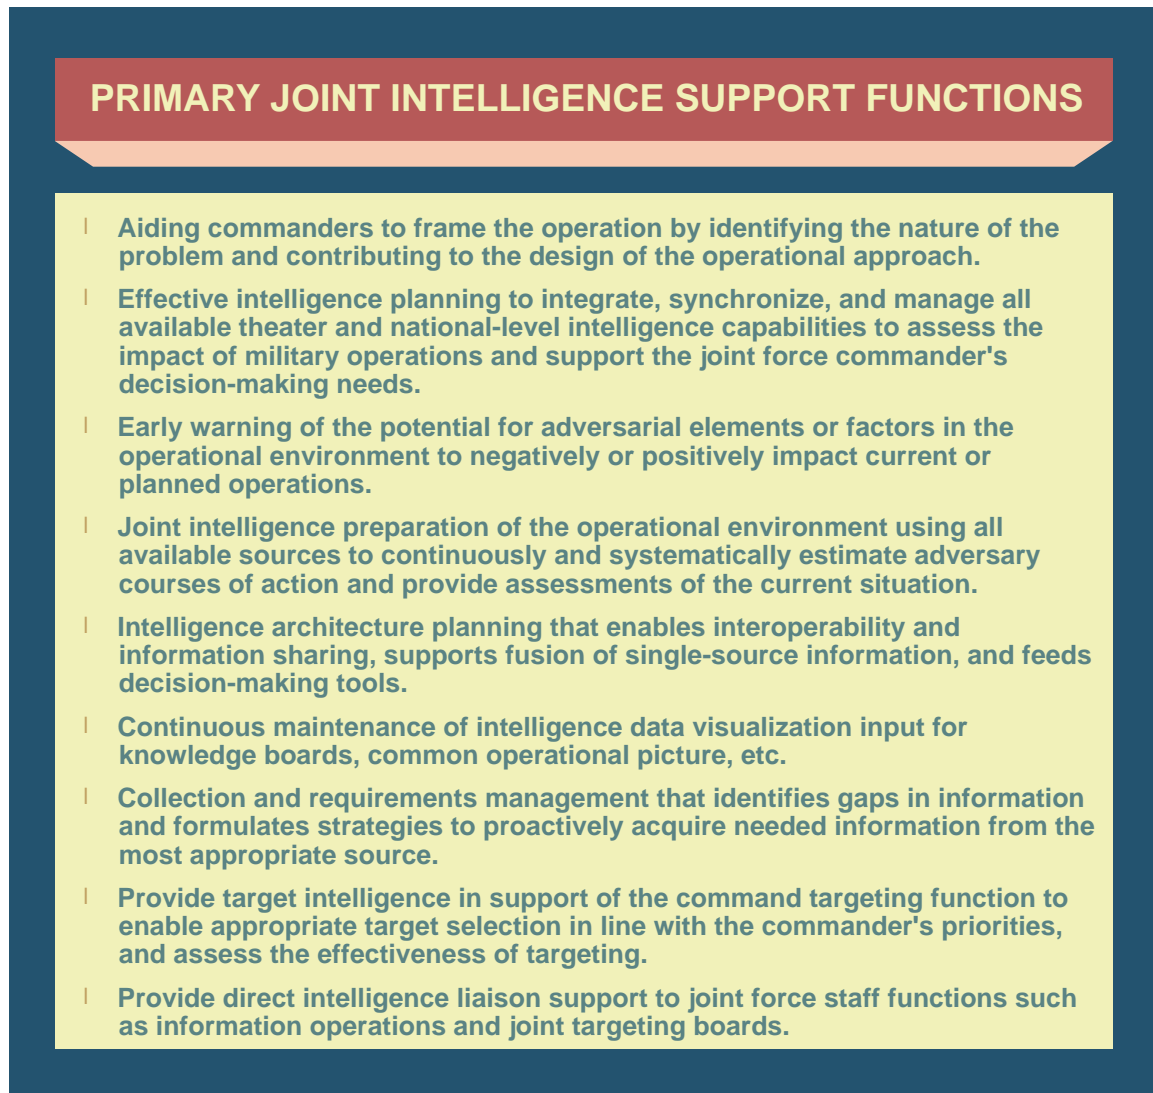 PRIMARY JOINT INTELLIGENCE SUPPORT FUNCTIONS
l Aiding commanders to frame the operation by identifying the nature of the
problem and contributing to the design of the operational approach.
l Effective intelligence planning to integrate, synchronize, and manage all
available theater and national-level intelligence capabilities to assess the
impact of military operations and support the joint force commander's
decision-making needs.
l Early warning of the potential for adversarial elements or factors in the
operational environment to negatively or positively impact current or
planned operations.
l Joint intelligence preparation of the operational environment using all
available sources to continuously and systematically estimate adversary
courses of action and provide assessments of the current situation.
l Intelligence architecture planning that enables interoperability and
information sharing, supports fusion of single-source information, and feeds
decision-making tools.
l Continuous maintenance of intelligence data visualization input for
knowledge boards, common operational picture, etc.
l Collection and requirements management that identifies gaps in information
and formulates strategies to proactively acquire needed information from the
most appropriate source.
l Provide target intelligence in support of the command targeting function to
enable appropriate target selection in line with the commander's priorities,
and assess the effectiveness of targeting.
l Provide direct intelligence liaison support to joint force staff functions such
as information operations and joint targeting boards.